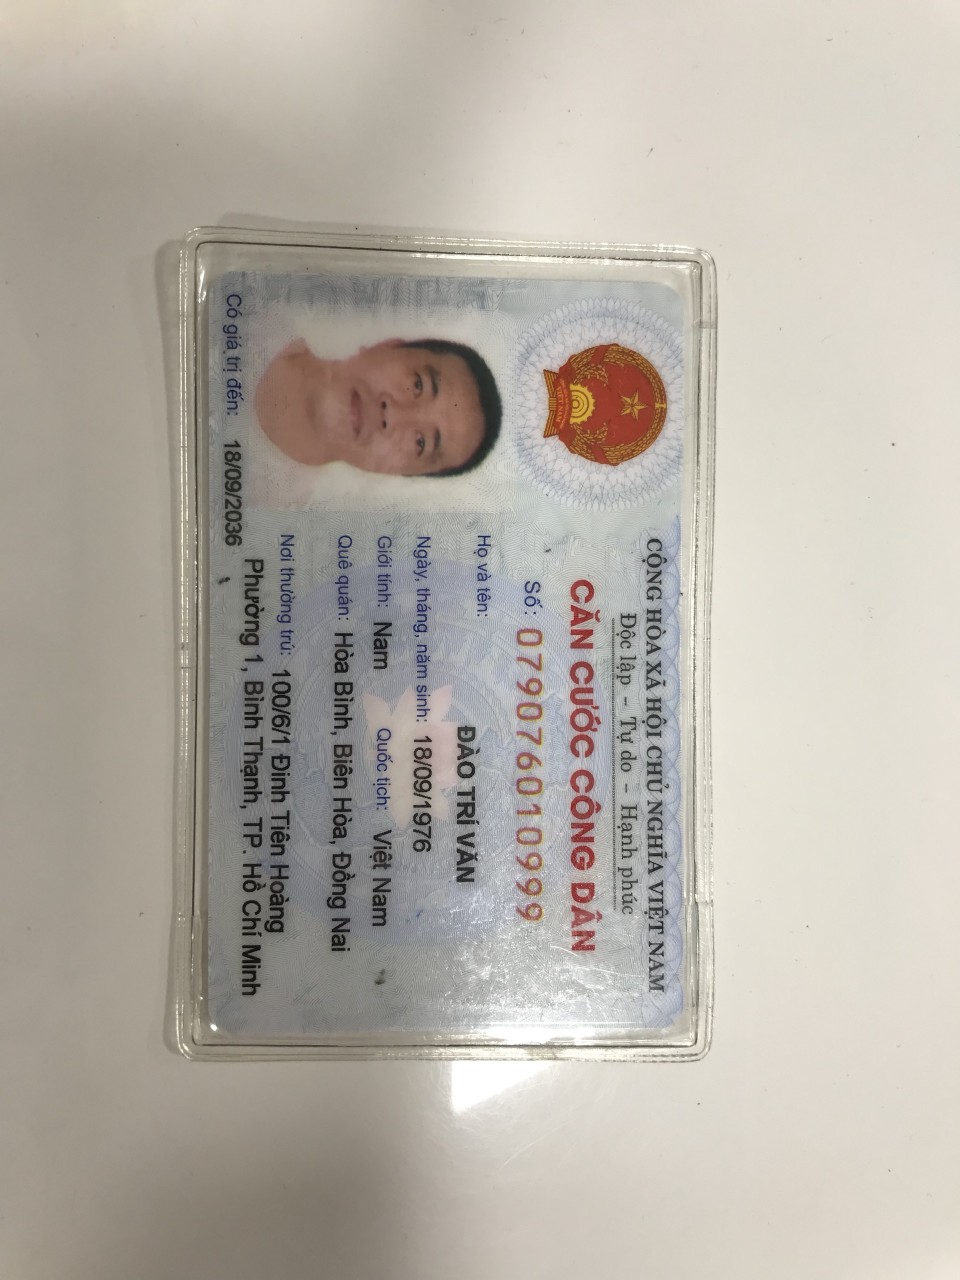 CỘNG HÒA XÃ HỘI CHỦ NGHĨA VIỆT NAM
Độc lập – Tự do – Hạnh phúc
CĂN CƯỚC CÔNG DÂN
Số: 079076010999
Họ và tên:
ĐÀO TRÍ VĂN
Ngày, tháng, năm sinh: 18/09/1976
Giới tính: Nam Quốc tịch: Việt Nam
Quê quán: Hòa Bình, Biên Hòa, Đồng Nai
Nơi thường trú: 100/6/1 Đinh Tiên Hoàng
Phường 1, Bình Thạnh, TP. Hồ Chí Minh
Có giá trị đến: 18/09/2036
VIỆT NAM